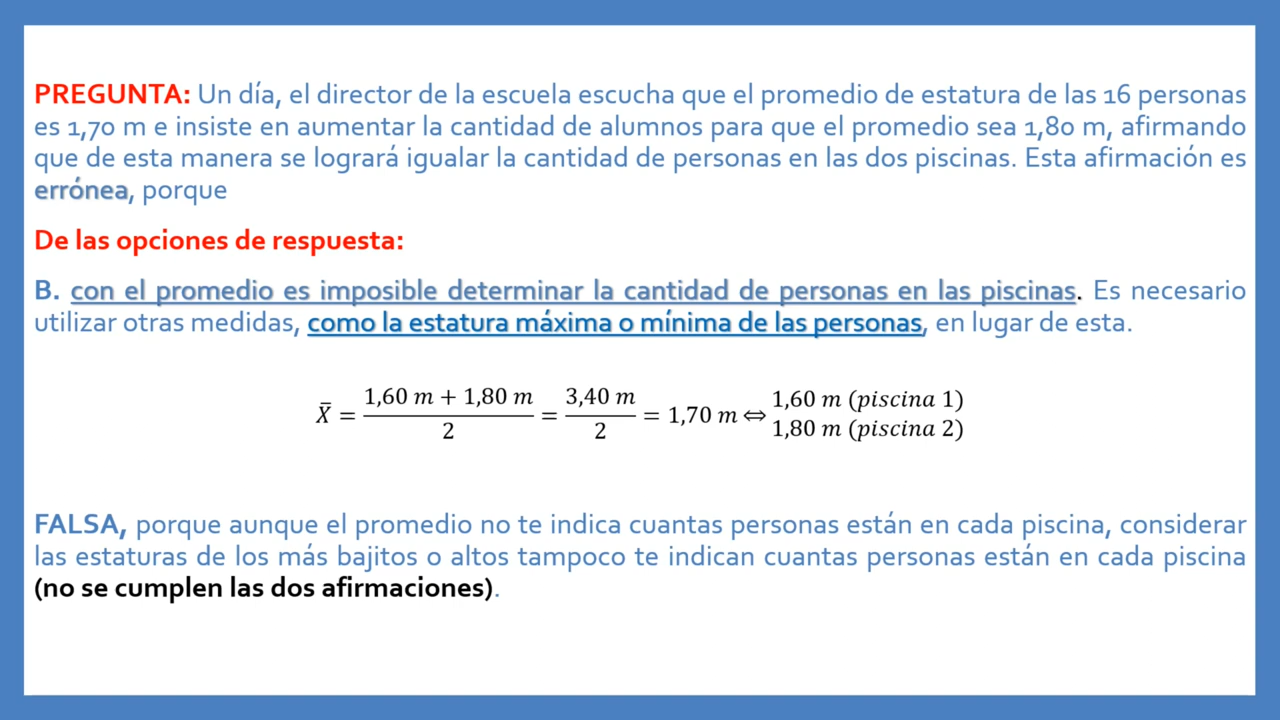 PREGUNTA: Un día, el director de la escuela escucha que el promedio de estatura de las 16 personas
es 1,70 m e insiste en aumentar la cantidad de alumnos para que el promedio sea 1,80 m, afirmando
que de esta manera se logrará igualar la cantidad de personas en las dos piscinas. Esta afirmación es
errónea, porque
De las opciones de respuesta:
B. con el promedio es imposible determinar la cantidad de personas en las piscinas. Es necesario
utilizar otras medidas, como la estatura máxima o mínima de las personas, en lugar de esta.
X̄ = (1,60 m + 1,80 m)/2 = (3,40 m)/2 = 1,70 m ⇔ 1,60 m (piscina 1)
1,80 m (piscina 2)
FALSA, porque aunque el promedio no te indica cuantas personas están en cada piscina, considerar
las estaturas de los más bajitos o altos tampoco te indican cuantas personas están en cada piscina
(no se cumplen las dos afirmaciones).